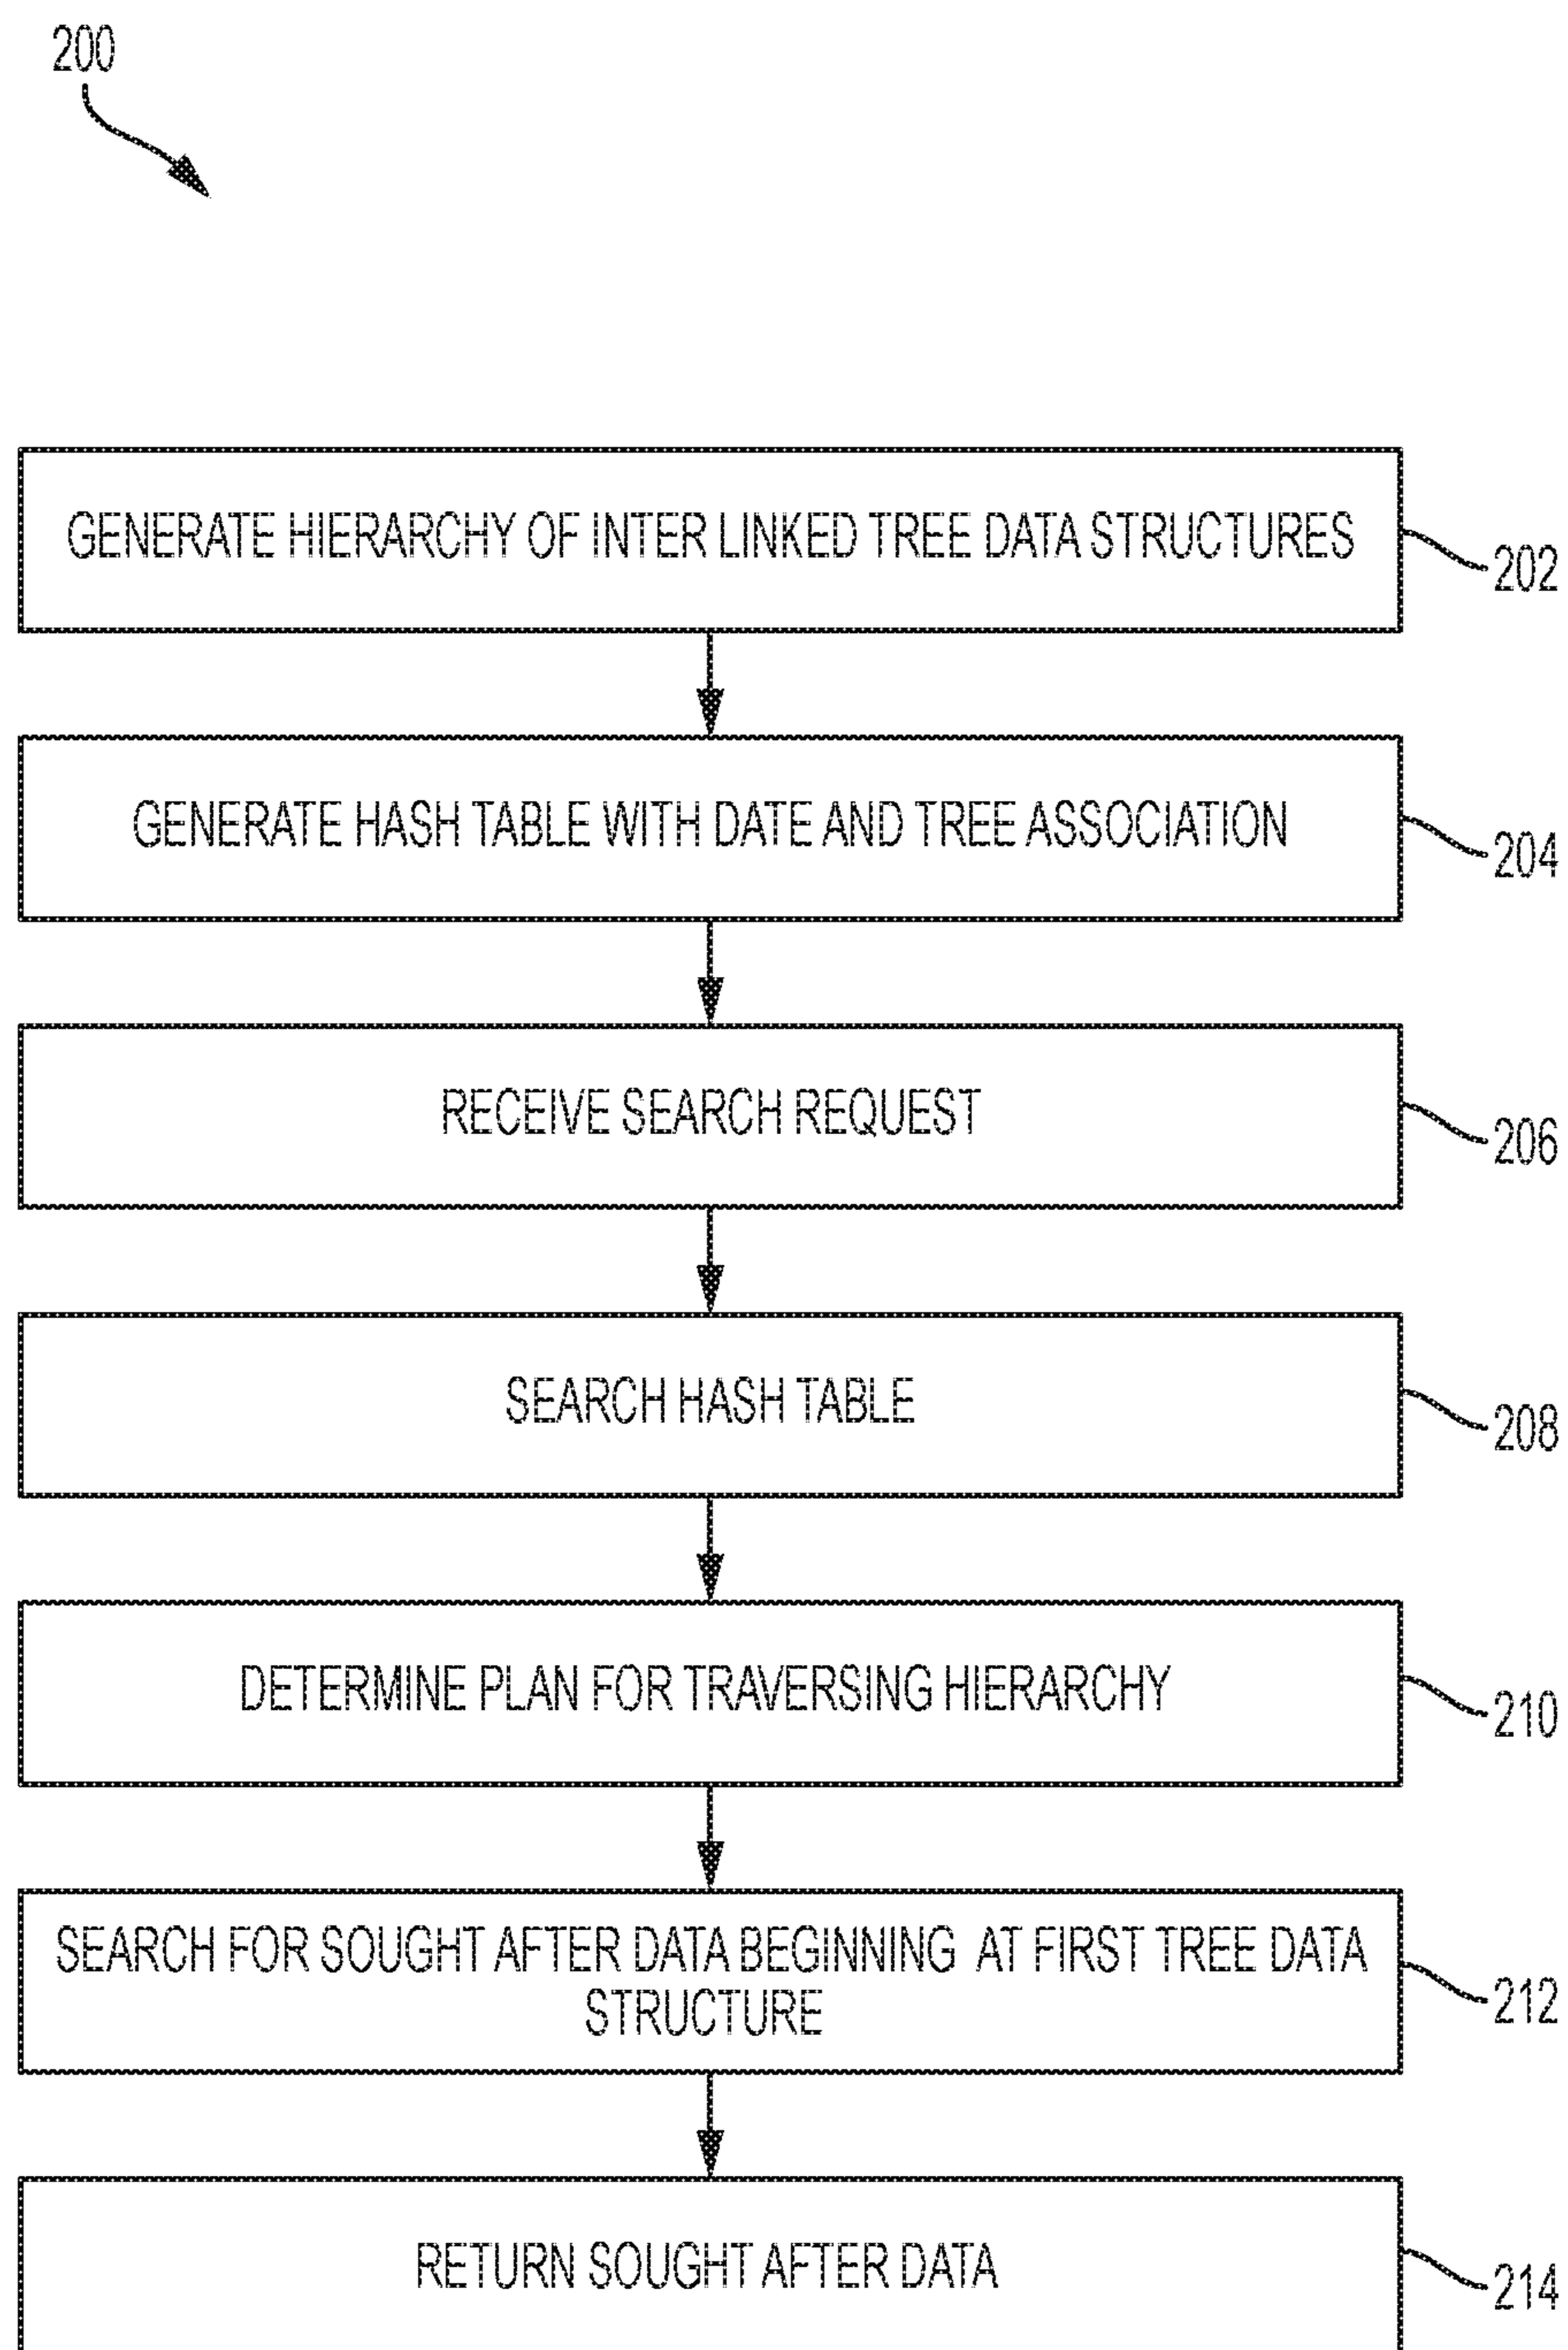 200
GENERATE HIERARCHY OF INTER LINKED TREE DATA STRUCTURES
202
GENERATE HASH TABLE WITH DATE AND TREE ASSOCIATION
204
RECEIVE SEARCH REQUEST
206
SEARCH HASH TABLE
208
DETERMINE PLAN FOR TRAVERSING HIERARCHY
210
SEARCH FOR SOUGHT AFTER DATA BEGINNING AT FIRST TREE DATA
STRUCTURE
212
RETURN SOUGHT AFTER DATA
214